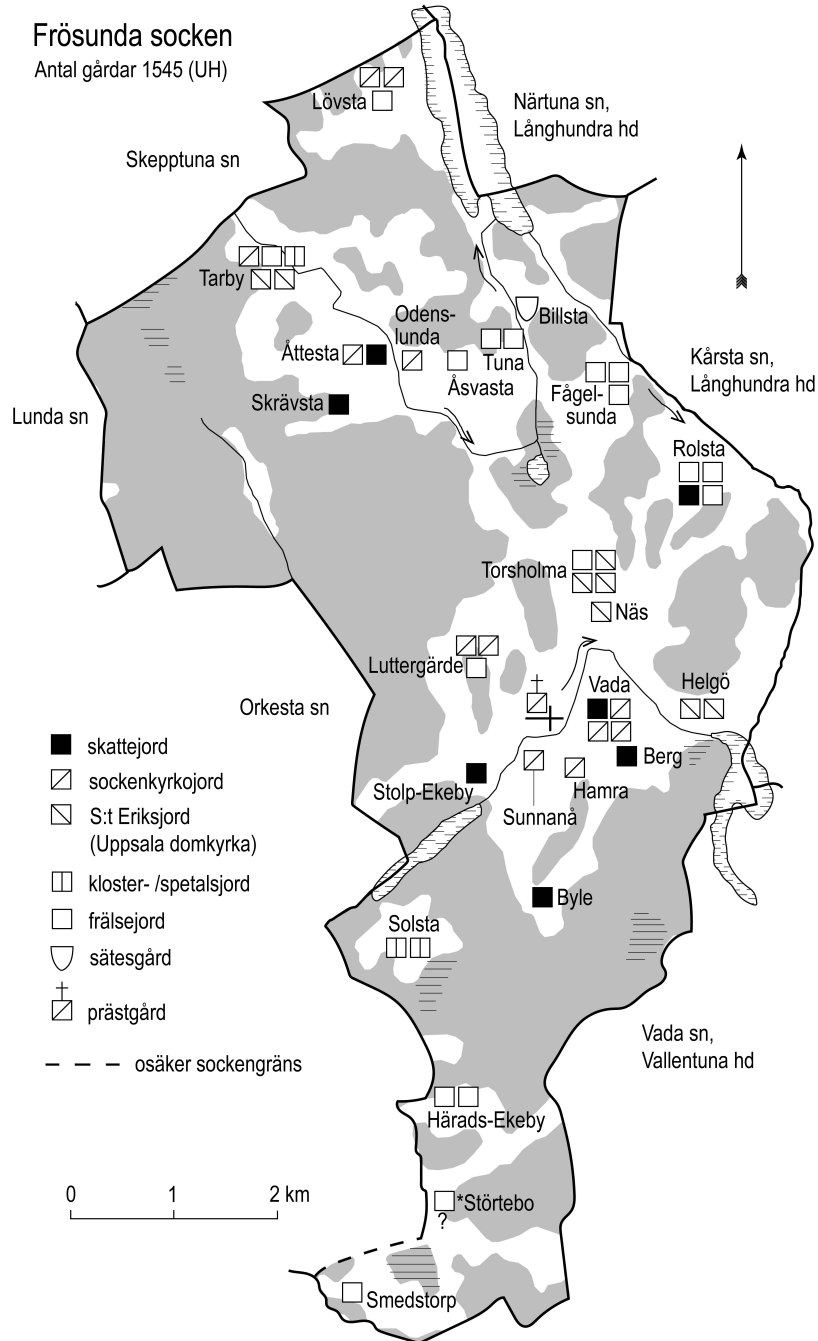 Frösunda socken
Antal gårdar 1545 (UH)
Lövsta
Närtuna sn,
Långhundra hd
Skepptuna sn
Tarby
Odens-
lunda
Billsta
Åttesta
Tuna
Åsvasta
Kårsta sn,
Långhundra hd
Skrävsta
Fågel-
sunda
Lunda sn
Rolsta
Torsholma
Näs
Luttergärde
Orkesta sn
Vada
Helgö
Berg
Stolp-Ekeby
Hamra
Sunnanå
Byle
Solsta
skattejord
sockenkyrkojord
S:t Eriksjord
(Uppsala domkyrka)
kloster- /spetalsjord
frälsejord
sätesgård
prästgård
osäker sockengräns
Vada sn,
Vallentuna hd
Härads-Ekeby
0 1 2 km
*Störtebo
?
Smedstorp